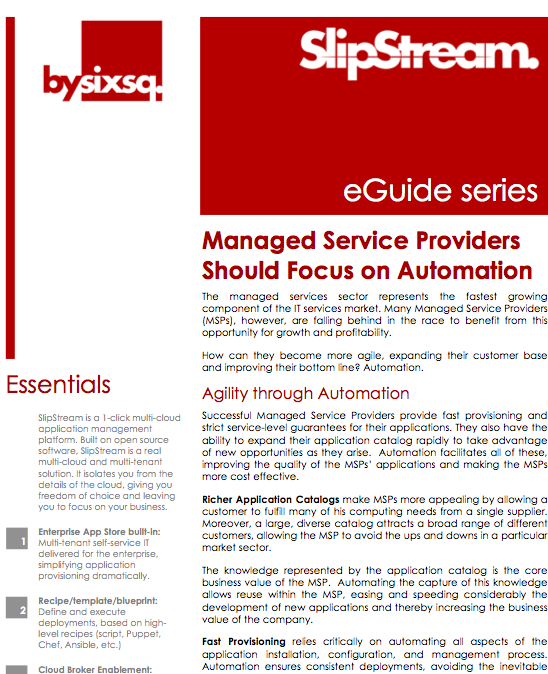 bysixsq.
SlipStream.
eGuide series
Managed Service Providers
Should Focus on Automation
The managed services sector represents the fastest growing
component of the IT services market. Many Managed Service Providers
(MSPs), however, are falling behind in the race to benefit from this
opportunity for growth and profitability.
How can they become more agile, expanding their customer base
and improving their bottom line? Automation.
Agility through Automation
Successful Managed Service Providers provide fast provisioning and
strict service-level guarantees for their applications. They also have the
ability to expand their application catalog rapidly to take advantage
of new opportunities as they arise.  Automation facilitates all of these,
improving the quality of the MSPs' applications and making the MSPs
more cost effective.
Richer Application Catalogs make MSPs more appealing by allowing a
customer to fulfill many of his computing needs from a single supplier.
Moreover, a large, diverse catalog attracts a broad range of different
customers, allowing the MSP to avoid the ups and downs in a particular
market sector.
The knowledge represented by the application catalog is the core
business value of the MSP.  Automating the capture of this knowledge
allows reuse within the MSP, easing and speeding considerably the
development of new applications and thereby increasing the business
value of the company.
Fast Provisioning relies critically on automating all aspects of the
application installation, configuration, and management process.
Automation ensures consistent deployments, avoiding the inevitable
Essentials
SlipStream is a 1-click multi-cloud
application management
platform. Built on open source
software, SlipStream is a real
multi-cloud and multi-tenant
solution. It isolates you from the
details of the cloud, giving you
freedom of choice and leaving
you to focus on your business.
1
Enterprise App Store built-in:
Multi-tenant self-service IT
delivered for the enterprise,
simplifying application
provisioning dramatically.
2
Recipe/template/blueprint:
Define and execute
deployments, based on high-
level recipes (script, Puppet,
Chef, Ansible, etc.)
Cloud Broker Enablement: